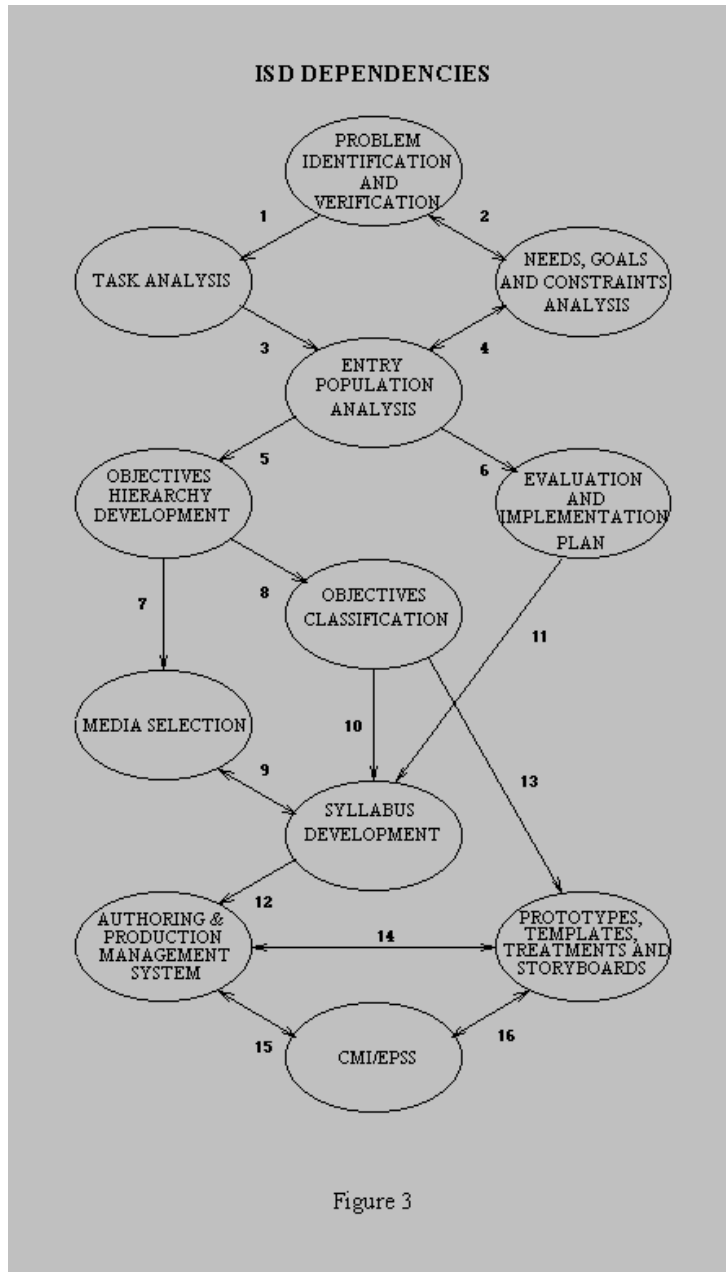 ISD DEPENDENCIES
PROBLEM
IDENTIFICATION
AND
VERIFICATION
1
2
TASK ANALYSIS
NEEDS, GOALS
AND CONSTRAINTS
ANALYSIS
3
4
ENTRY
POPULATION
ANALYSIS
5
6
OBJECTIVES
HIERARCHY
DEVELOPMENT
EVALUATION
AND
IMPLEMENTATION
PLAN
7
8
OBJECTIVES
CLASSIFICATION
11
MEDIA SELECTION
10
9
13
SYLLABUS
DEVELOPMENT
12
AUTHORING &
PRODUCTION
MANAGEMENT
SYSTEM
14
PROTOTYPES,
TEMPLATES,
TREATMENTS AND
STORYBOARDS
15
16
CMI/EPSS
Figure 3